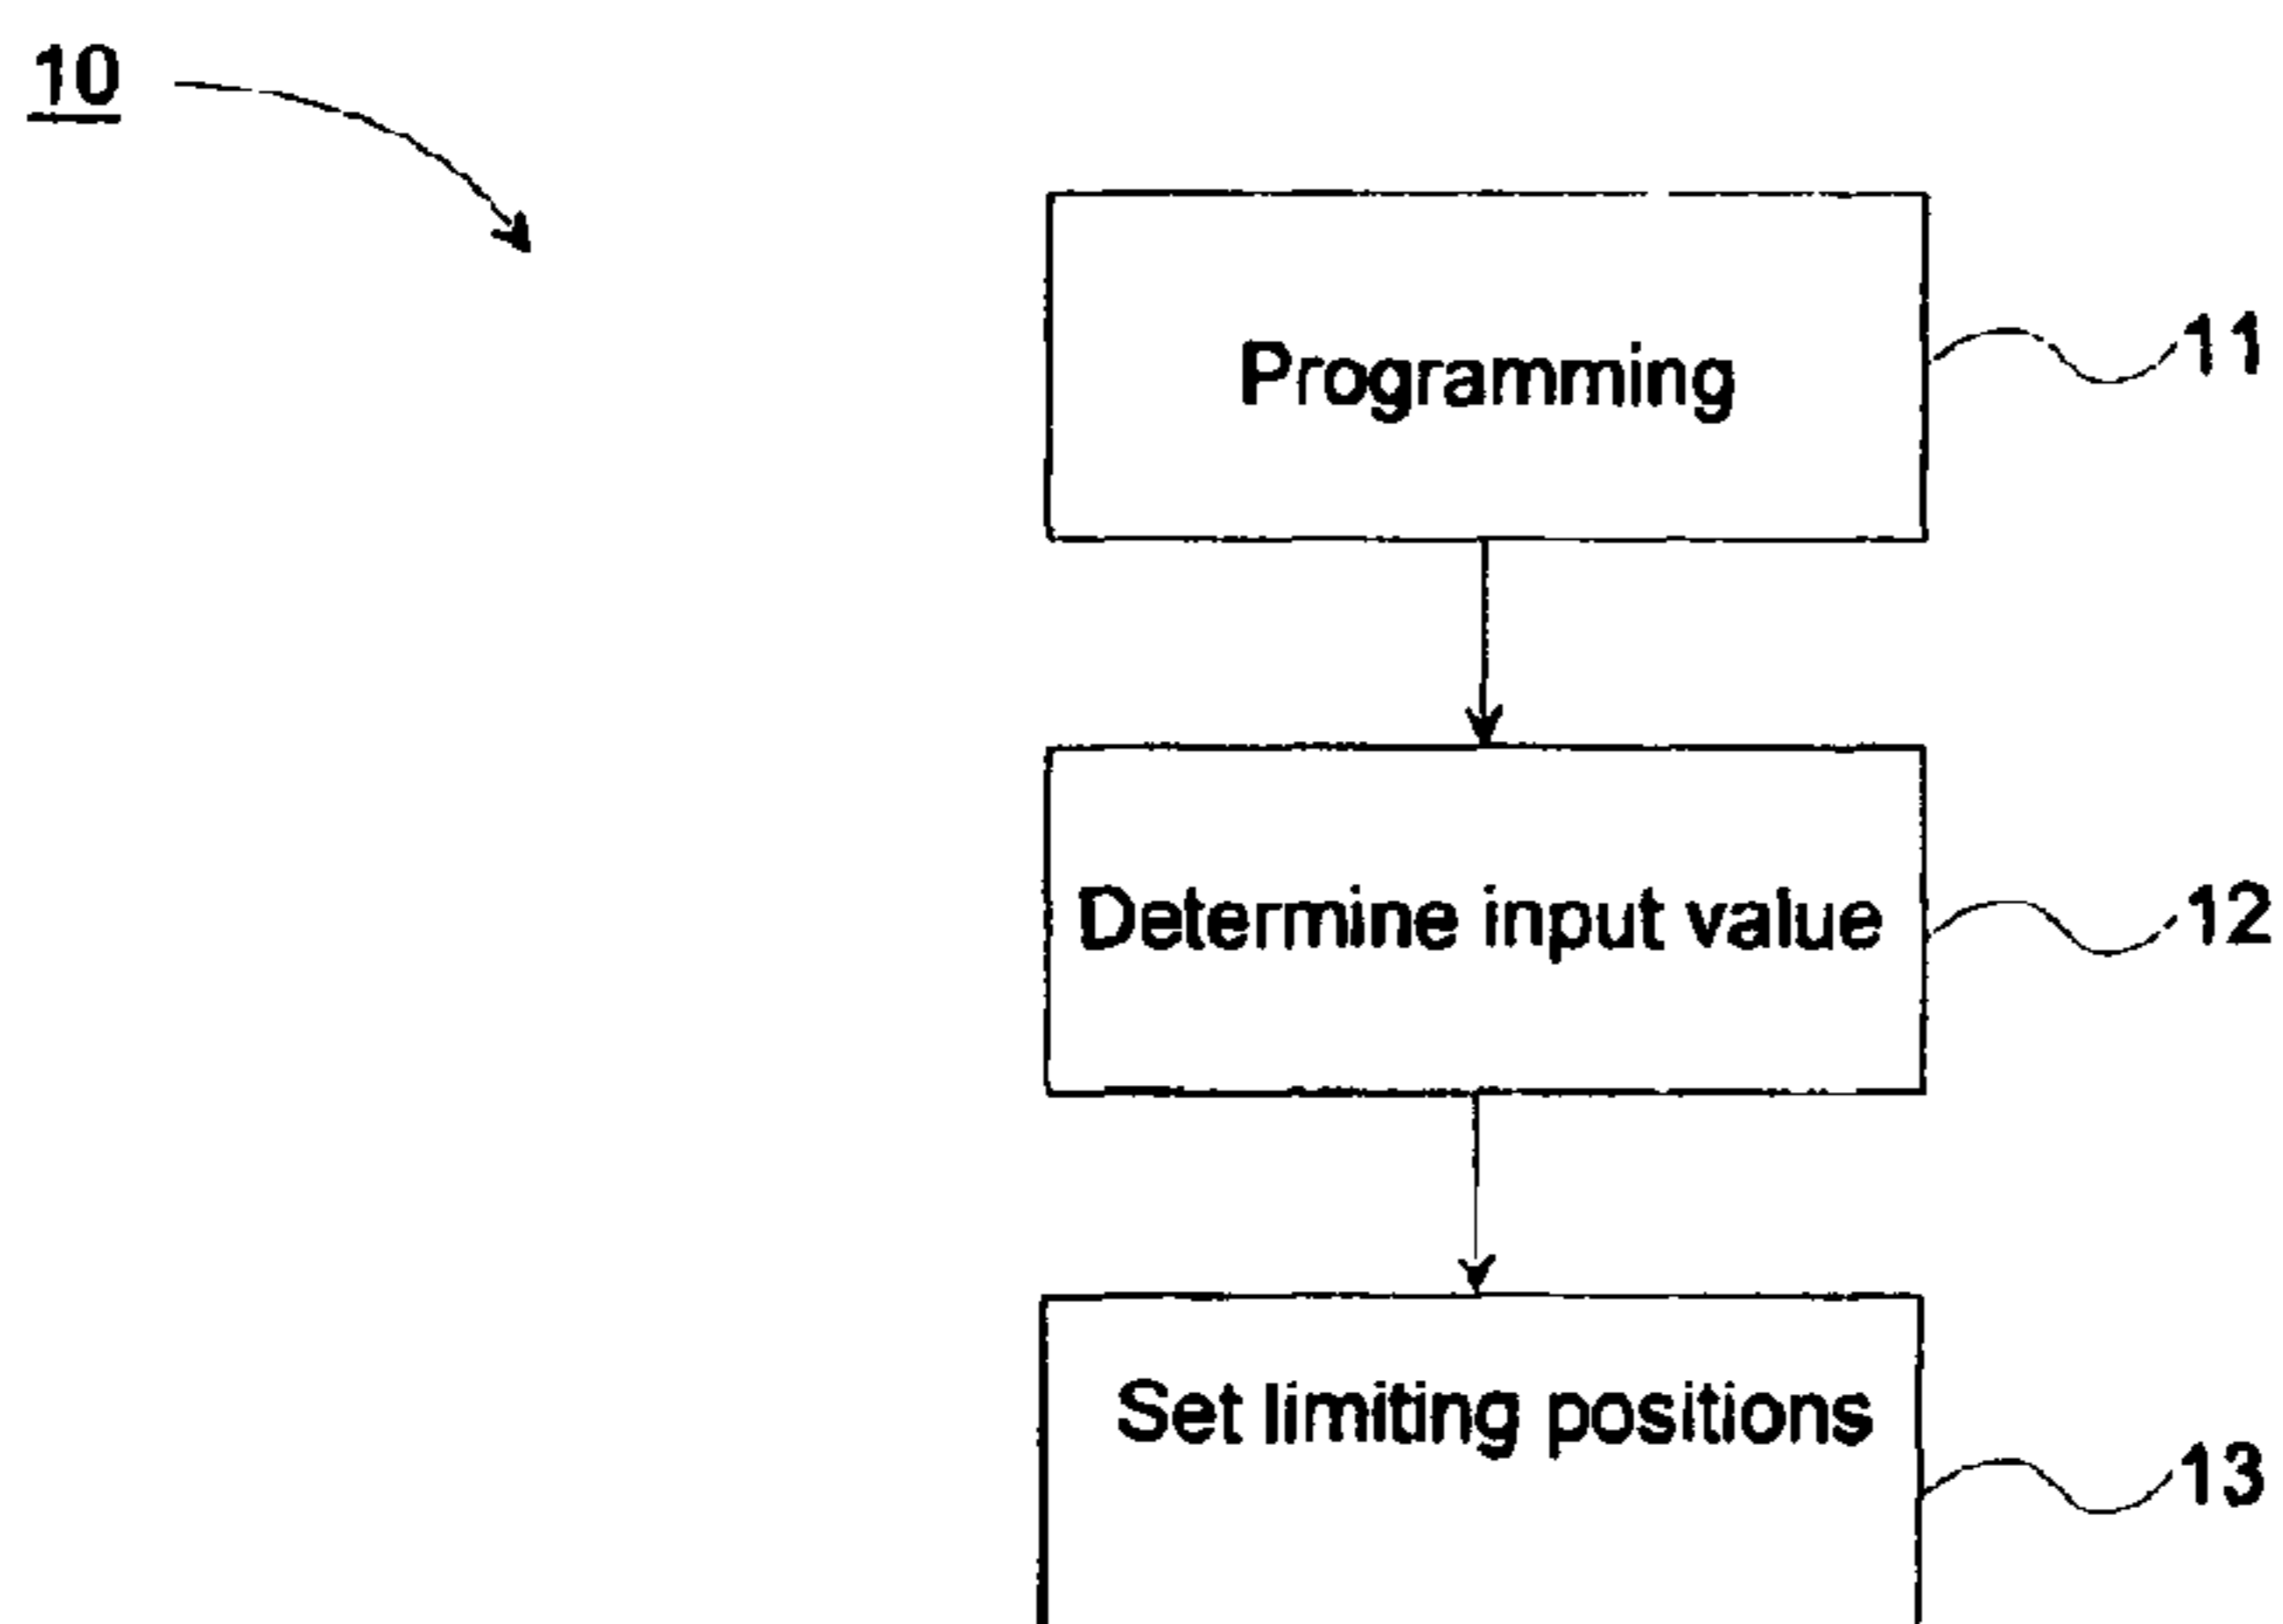 10
Programming
11
Determine input value
12
Set limiting positions
13